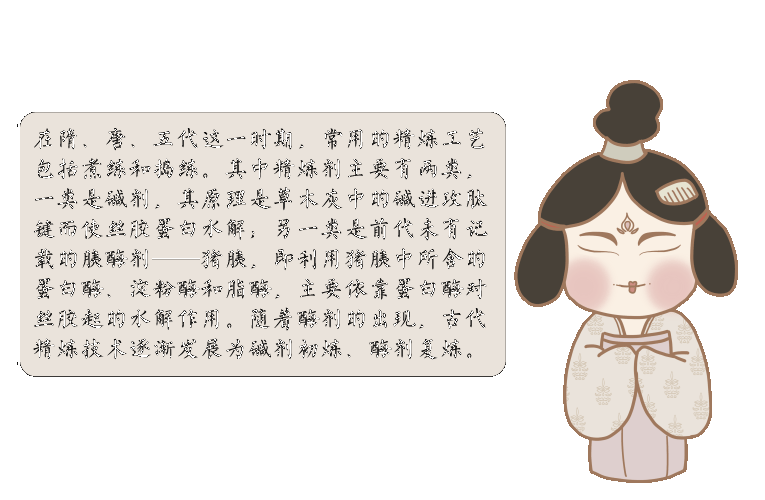 在隋、唐、五代这一时期，常用的精炼工艺
包括煮练和捣练。其中精炼剂主要有两类，
一类是碱剂，其原理是草木灰中的碱进攻肽
键而使丝胶蛋白水解；另一类是前代未有记
载的胰酶剂——猪胰，即利用猪胰中所含的
蛋白酶、淀粉酶和脂酶，主要依靠蛋白酶对
丝胶起的水解作用。随着酶剂的出现，古代
精炼技术逐渐发展为碱剂初炼、酶剂复炼。